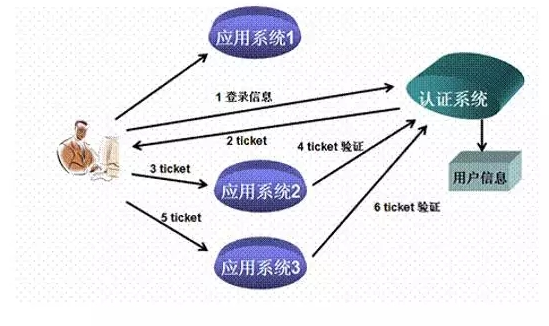 应用系统1
1 登录信息
认证系统
2 ticket
4 ticket 验证
3 ticket
应用系统2
用户信息
5 ticket
6 ticket 验证
应用系统3